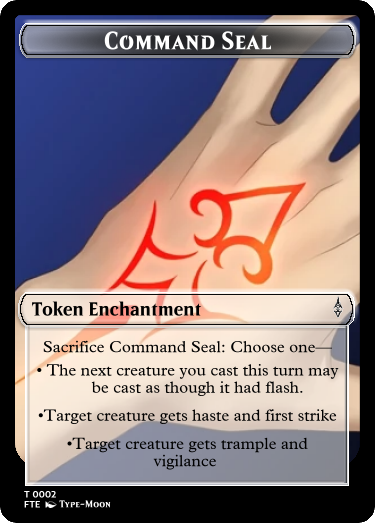 Command Seal
Token Enchantment
Sacrifice Command Seal: Choose one—
• The next creature you cast this turn may
be cast as though it had flash.
•Target creature gets haste and first strike
•Target creature gets trample and
vigilance
T 0002
FTE Type-Moon